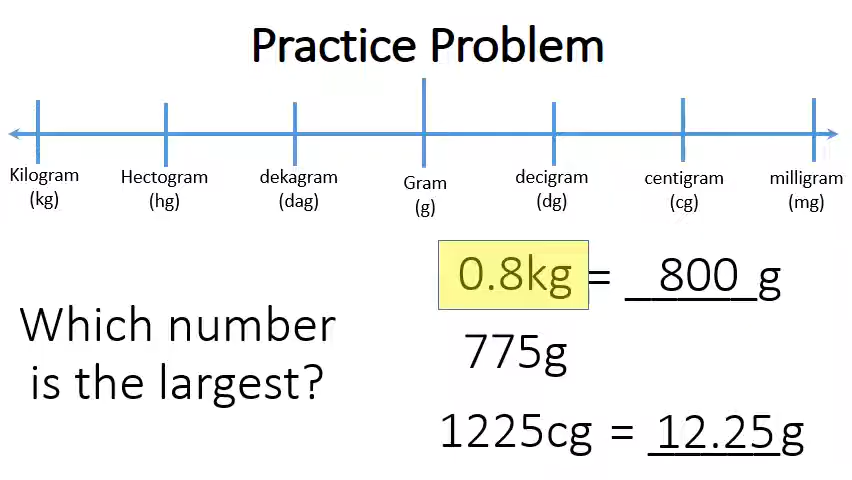 Practice Problem
Kilogram Hectogram dekagram Gram decigram centigram milligram
(kg) (hg) (dag) (g) (dg) (cg) (mg)
0.8kg = 800 g
Which number
is the largest?
775g
1225cg = 12.25g